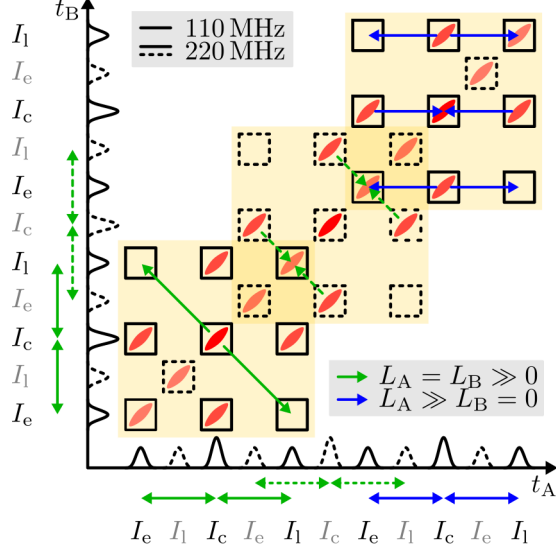 t_B
I_l
I_e
I_c
I_l
I_e
I_c
I_l
I_e
I_c
I_l
I_e
110 MHz
220 MHz
L_A = L_B ≫ 0
L_A ≫ L_B = 0
t_A
I_e I_l I_c I_e I_l I_c I_e I_l I_c I_e I_l